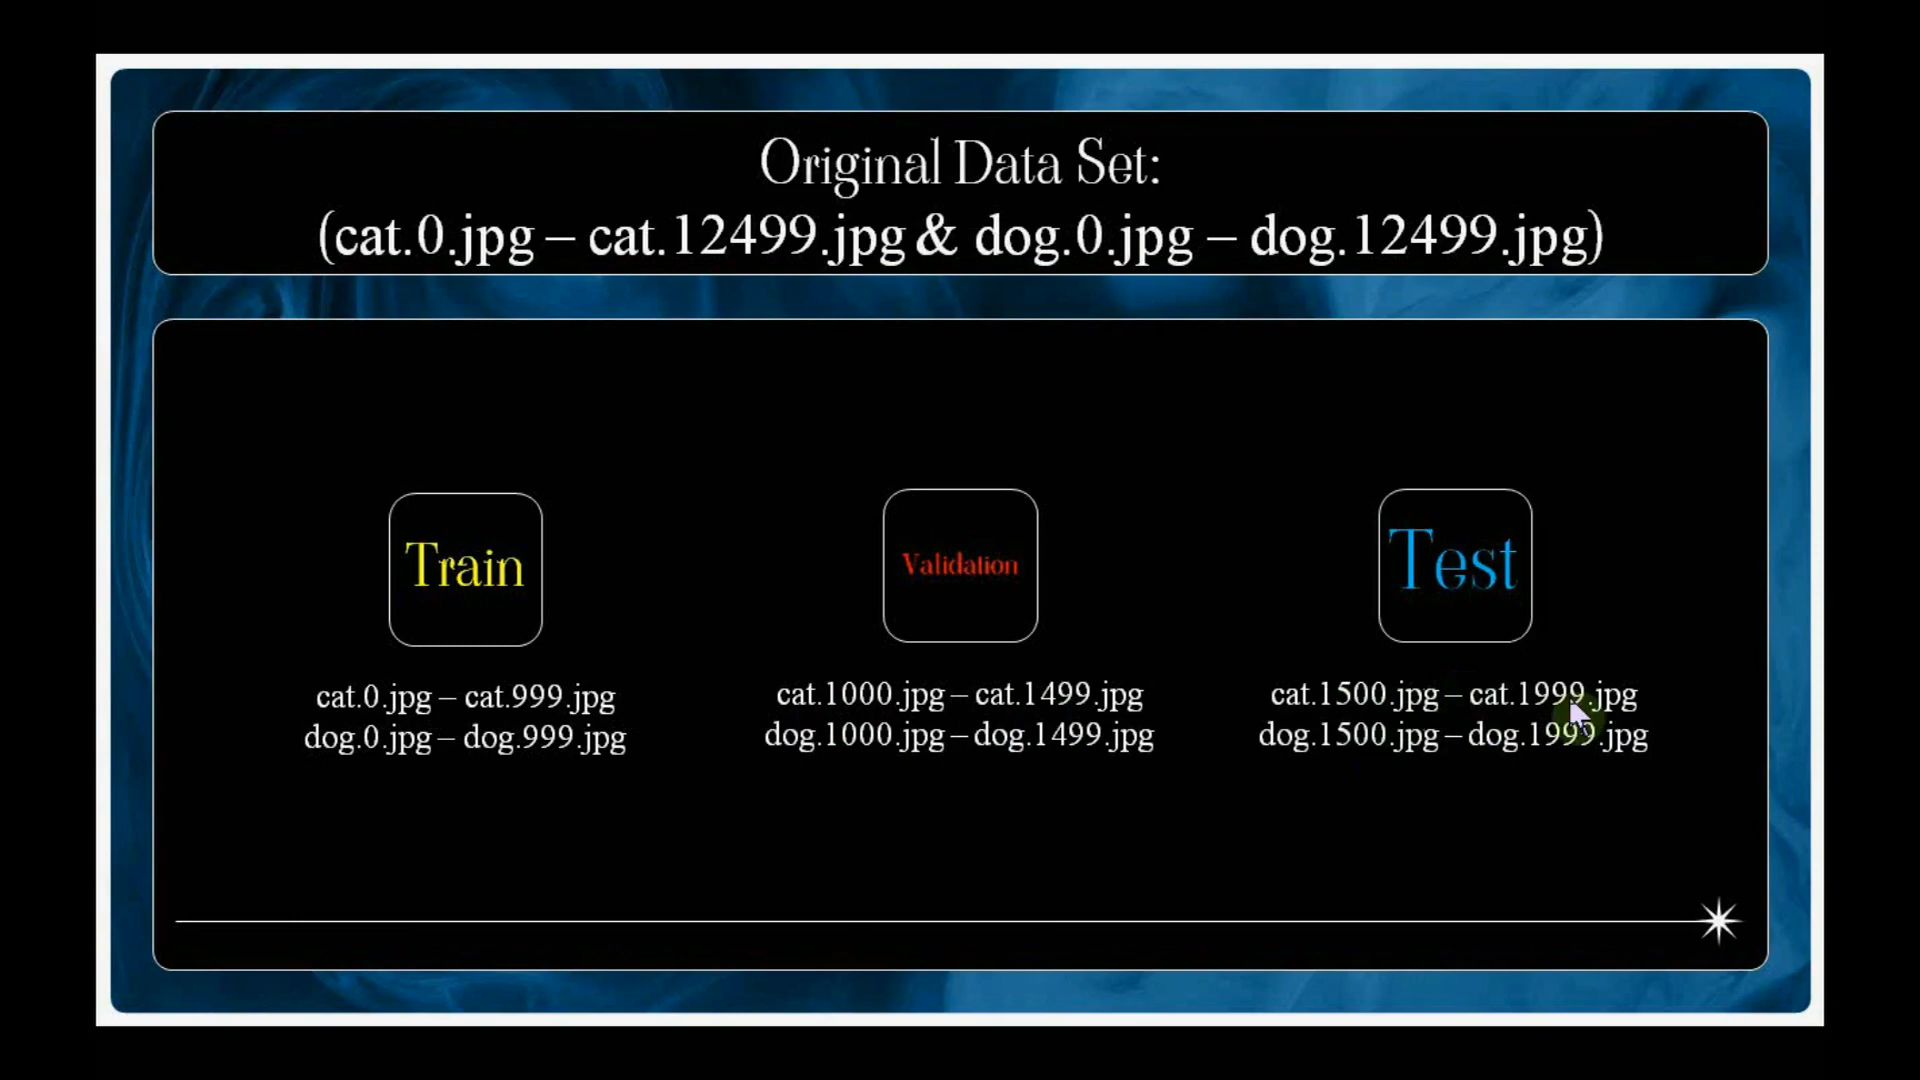 Original Data Set:
(cat.0.jpg – cat.12499.jpg & dog.0.jpg – dog.12499.jpg)
Train
Validation
Test
cat.0.jpg – cat.999.jpg
dog.0.jpg – dog.999.jpg
cat.1000.jpg – cat.1499.jpg
dog.1000.jpg – dog.1499.jpg
cat.1500.jpg – cat.1999.jpg
dog.1500.jpg – dog.1999.jpg